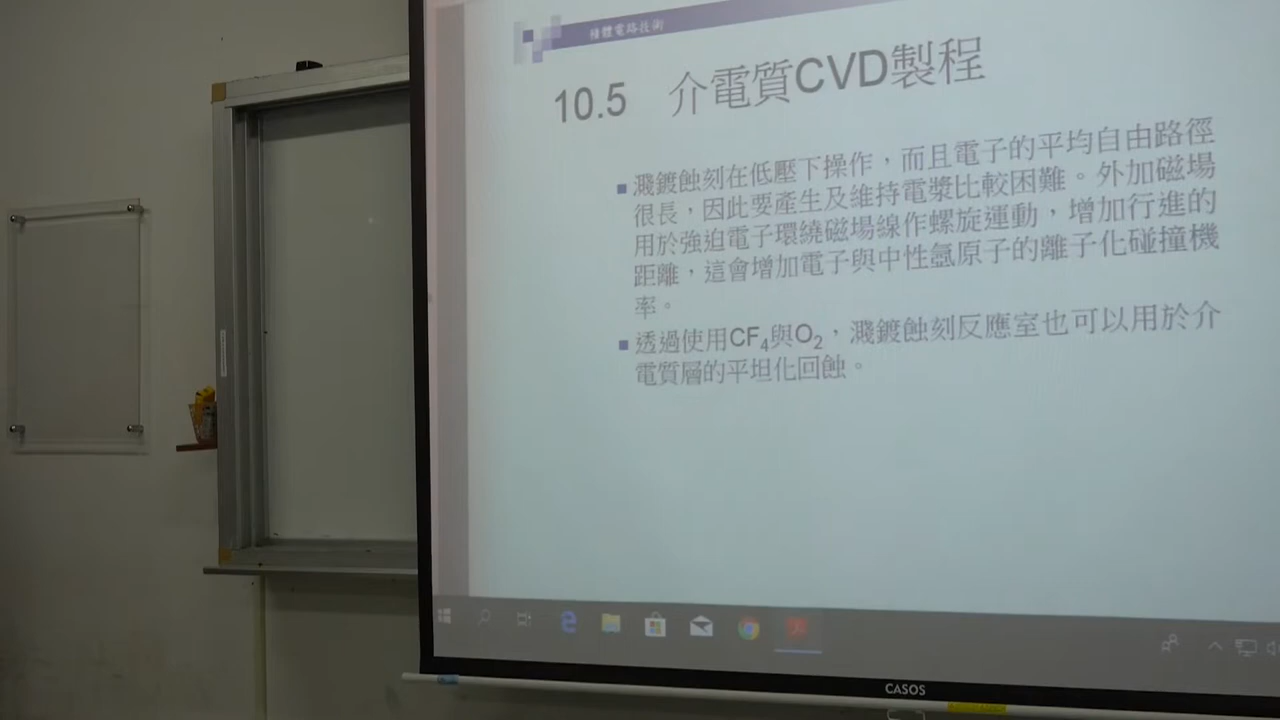 積體電路技術
10.5 介電質CVD製程
■ 濺鍍蝕刻在低壓下操作,而且電子的平均自由路徑
很長,因此要產生及維持電漿比較困難。外加磁場
用於強迫電子環繞磁場線作螺旋運動,增加行進的
距離,這會增加電子與中性氬原子的離子化碰撞機
率。
■ 透過使用CF4與O2,濺鍍蝕刻反應室也可以用於介
電質層的平坦化回蝕。
CASOS